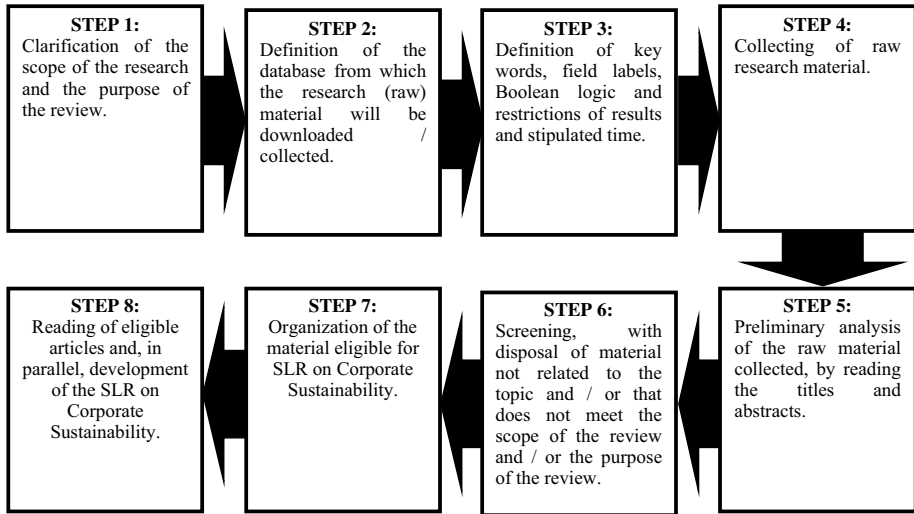 STEP 1:
Clarification of the
scope of the research
and the purpose of
the review.
STEP 2:
Definition of the
database from which
the research (raw)
material will be
downloaded /
collected.
STEP 3:
Definition of key
words, field labels,
Boolean logic and
restrictions of results
and stipulated time.
STEP 4:
Collecting of raw
research material.
STEP 5:
Preliminary analysis
of the raw material
collected, by reading
the titles and
abstracts.
STEP 6:
Screening, with
disposal of material
not related to the
topic and / or that
does not meet the
scope of the review
and / or the purpose
of the review.
STEP 7:
Organization of the
material eligible for
SLR on Corporate
Sustainability.
STEP 8:
Reading of eligible
articles and, in
parallel, development
of the SLR on
Corporate
Sustainability.